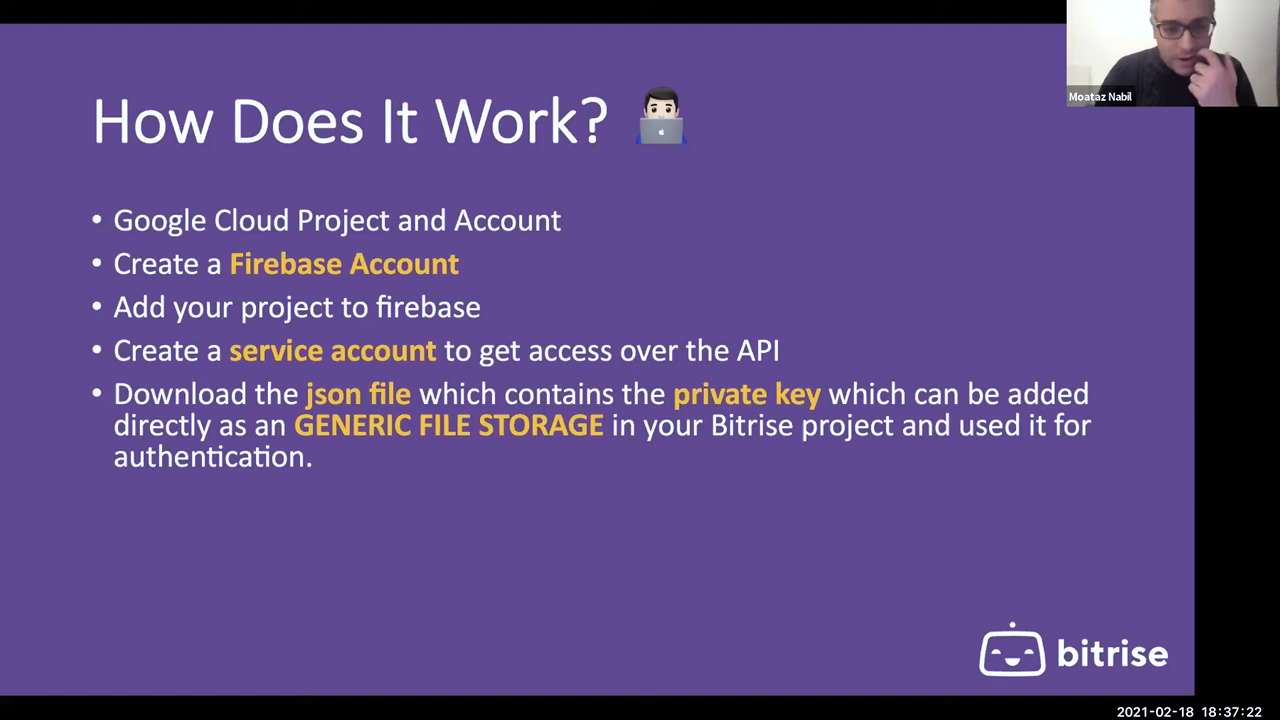 Moataz Nabil
How Does It Work?
• Google Cloud Project and Account
• Create a Firebase Account
• Add your project to firebase
• Create a service account to get access over the API
• Download the json file which contains the private key which can be added
directly as an GENERIC FILE STORAGE in your Bitrise project and used it for
authentication.
bitrise
2021-02-18 18:37:22